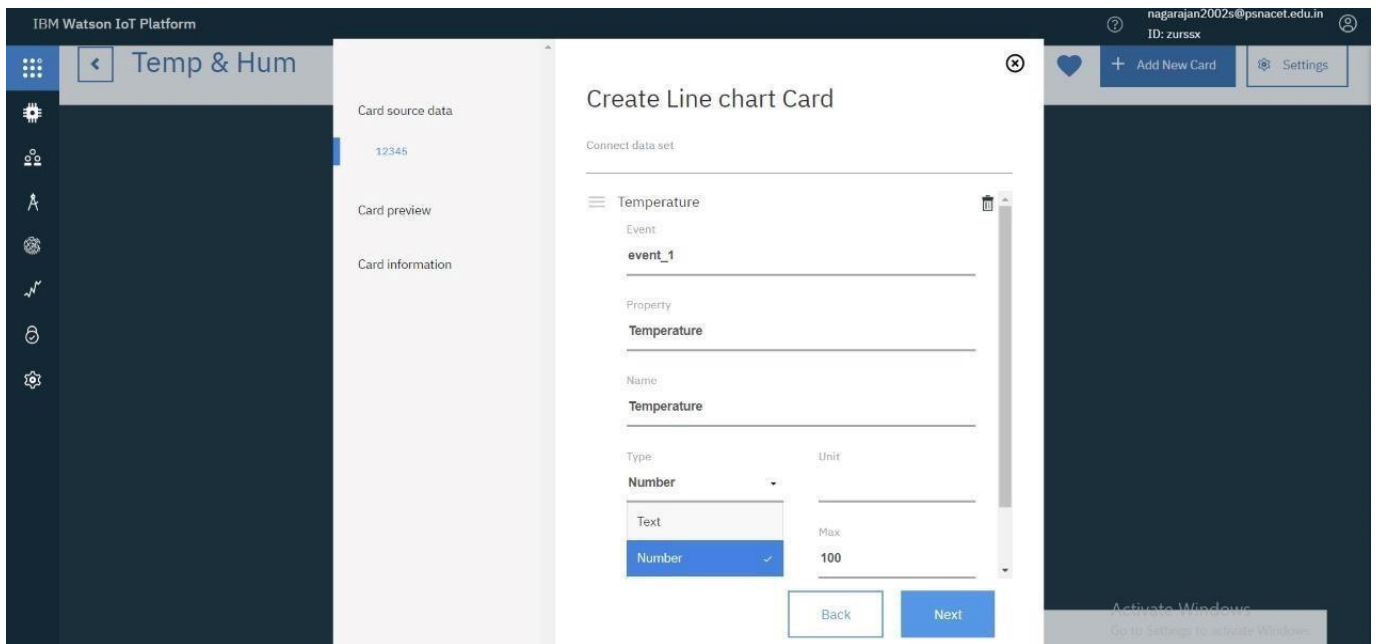 IBM Watson IoT Platform
nagarajan2002s@psnacet.edu.in
ID: zurssx
Temp & Hum
Add New Card
Settings
Card source data
12345
Card preview
Card information
Create Line chart Card
Connect data set
Temperature
Event
event_1
Property
Temperature
Name
Temperature
Type
Unit
Number
Text
Number
Max
100
Back
Next
Activate Windows
Go to Settings to activate Windows.